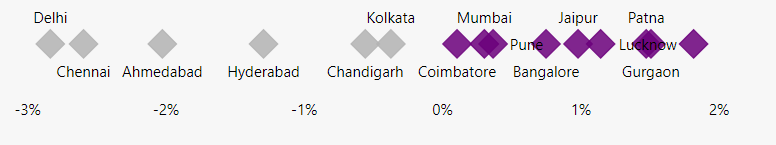 Delhi Kolkata Mumbai Jaipur Patna
Pune Lucknow
Chennai Ahmedabad Hyderabad Chandigarh Coimbatore Bangalore Gurgaon
-3% -2% -1% 0% 1% 2%